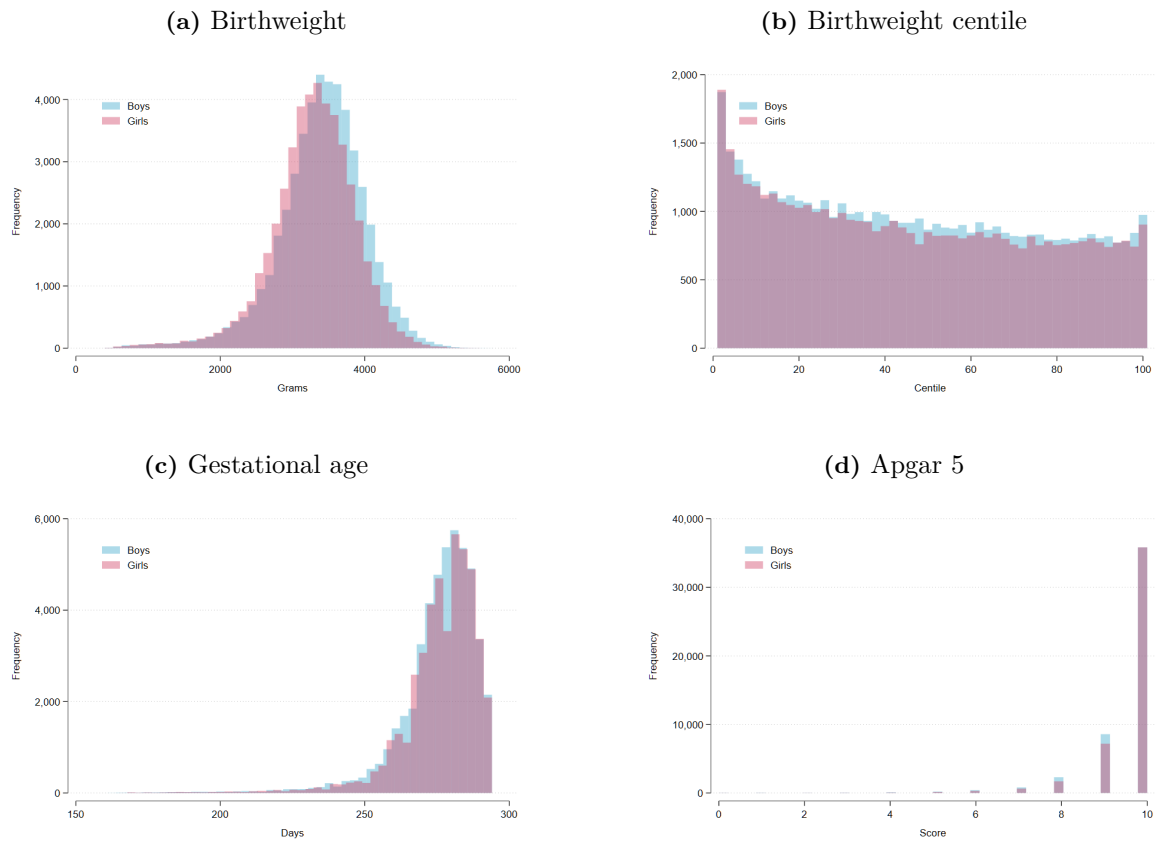 (a) Birthweight
Boys
Girls
4,000
3,000
2,000
1,000
0
Frequency
0 2000 4000 6000
Grams
(b) Birthweight centile
Boys
Girls
2,000
1,500
1,000
500
0
Frequency
0 20 40 60 80 100
Centile
(c) Gestational age
Boys
Girls
6,000
4,000
2,000
0
Frequency
150 200 250 300
Days
(d) Apgar 5
Boys
Girls
40,000
30,000
20,000
10,000
0
Frequency
0 2 4 6 8 10
Score